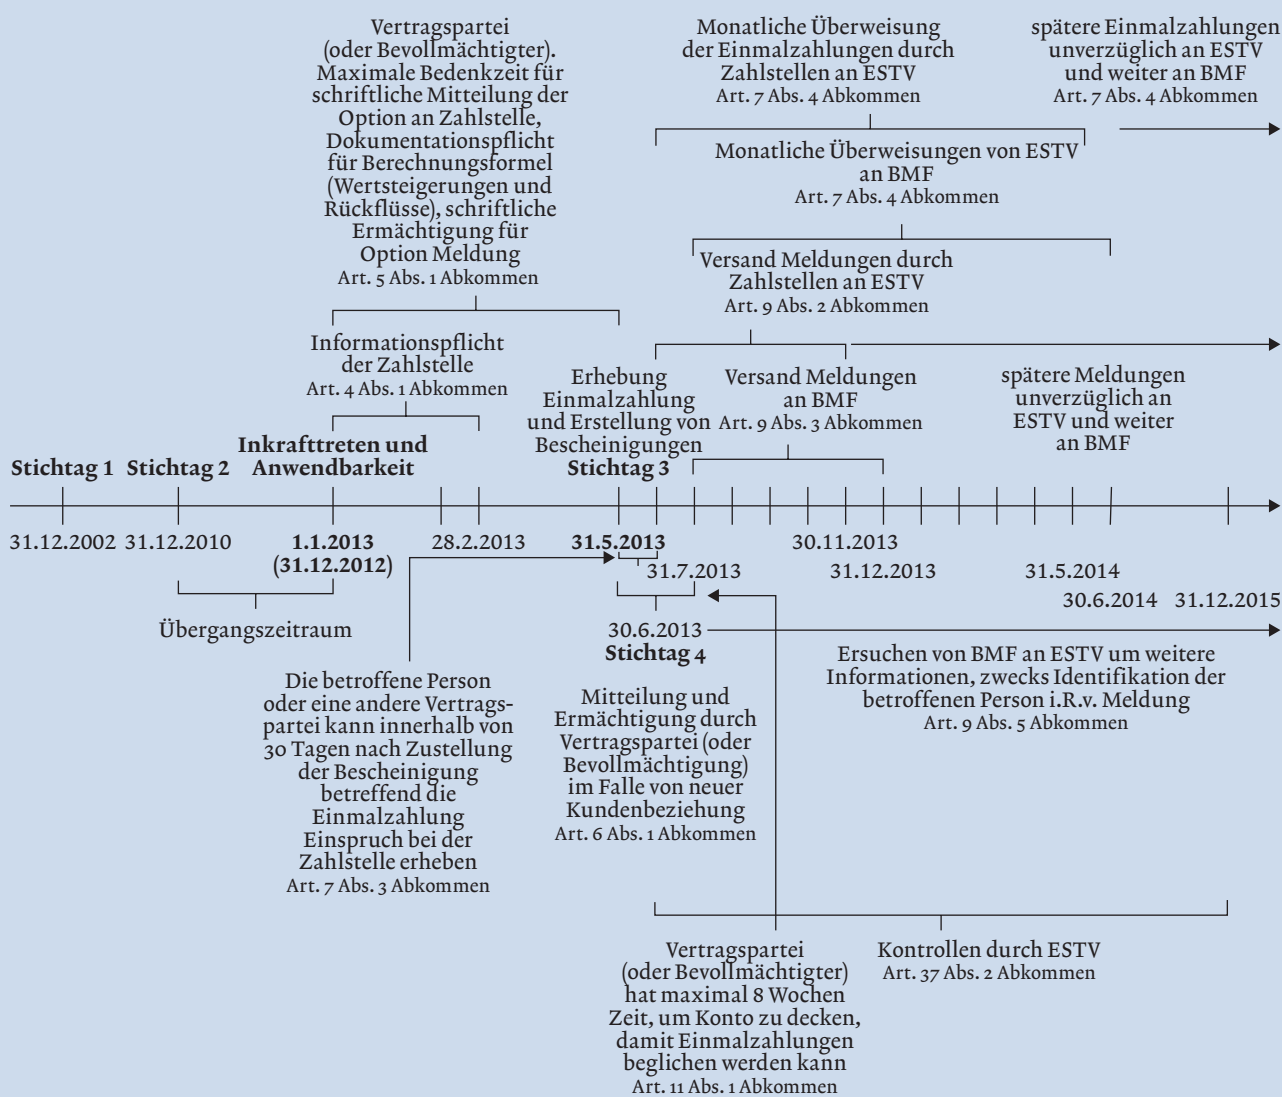 Vertragspartei
(oder Bevollmächtigter).
Maximale Bedenkzeit für
schriftliche Mitteilung der
Option an Zahlstelle,
Dokumentationspflicht
für Berechnungsformel
(Wertsteigerungen und
Rückflüsse), schriftliche
Ermächtigung für
Option Meldung
Art. 5 Abs. 1 Abkommen
Monatliche Überweisung
der Einmalzahlungen durch
Zahlstellen an ESTV
Art. 7 Abs. 4 Abkommen
spätere Einmalzahlungen
unverzüglich an ESTV
und weiter an BMF
Art. 7 Abs. 4 Abkommen
Monatliche Überweisungen von ESTV
an BMF
Art. 7 Abs. 4 Abkommen
Versand Meldungen durch
Zahlstellen an ESTV
Art. 9 Abs. 2 Abkommen
Informationspflicht
der Zahlstelle
Art. 4 Abs. 1 Abkommen
Erhebung
Einmalzahlung
und Erstellung von
Bescheinigungen
Versand Meldungen
an BMF
Art. 9 Abs. 3 Abkommen
spätere Meldungen
unverzüglich an
ESTV und weiter
an BMF
Stichtag 1
Stichtag 2
Inkrafttreten und
Anwendbarkeit
Stichtag 3
31.12.2002
31.12.2010
1.1.2013
(31.12.2012)
28.2.2013
31.5.2013
31.7.2013
30.11.2013
31.12.2013
31.5.2014
30.6.2014
31.12.2015
Übergangszeitraum
30.6.2013
Stichtag 4
Die betroffene Person
oder eine andere Vertrags-
partei kann innerhalb von
30 Tagen nach Zustellung
der Bescheinigung
betreffend die
Einmalzahlung
Einspruch bei der
Zahlstelle erheben
Art. 7 Abs. 3 Abkommen
Mitteilung und
Ermächtigung durch
Vertragspartei (oder
Bevollmächtigung)
im Falle von neuer
Kundenbeziehung
Art. 6 Abs. 1 Abkommen
Ersuchen von BMF an ESTV um weitere
Informationen, zwecks Identifikation der
betroffenen Person i.R.v. Meldung
Art. 9 Abs. 5 Abkommen
Vertragspartei
(oder Bevollmächtigter)
hat maximal 8 Wochen
Zeit, um Konto zu decken,
damit Einmalzahlungen
beglichen werden kann
Art. 11 Abs. 1 Abkommen
Kontrollen durch ESTV
Art. 37 Abs. 2 Abkommen